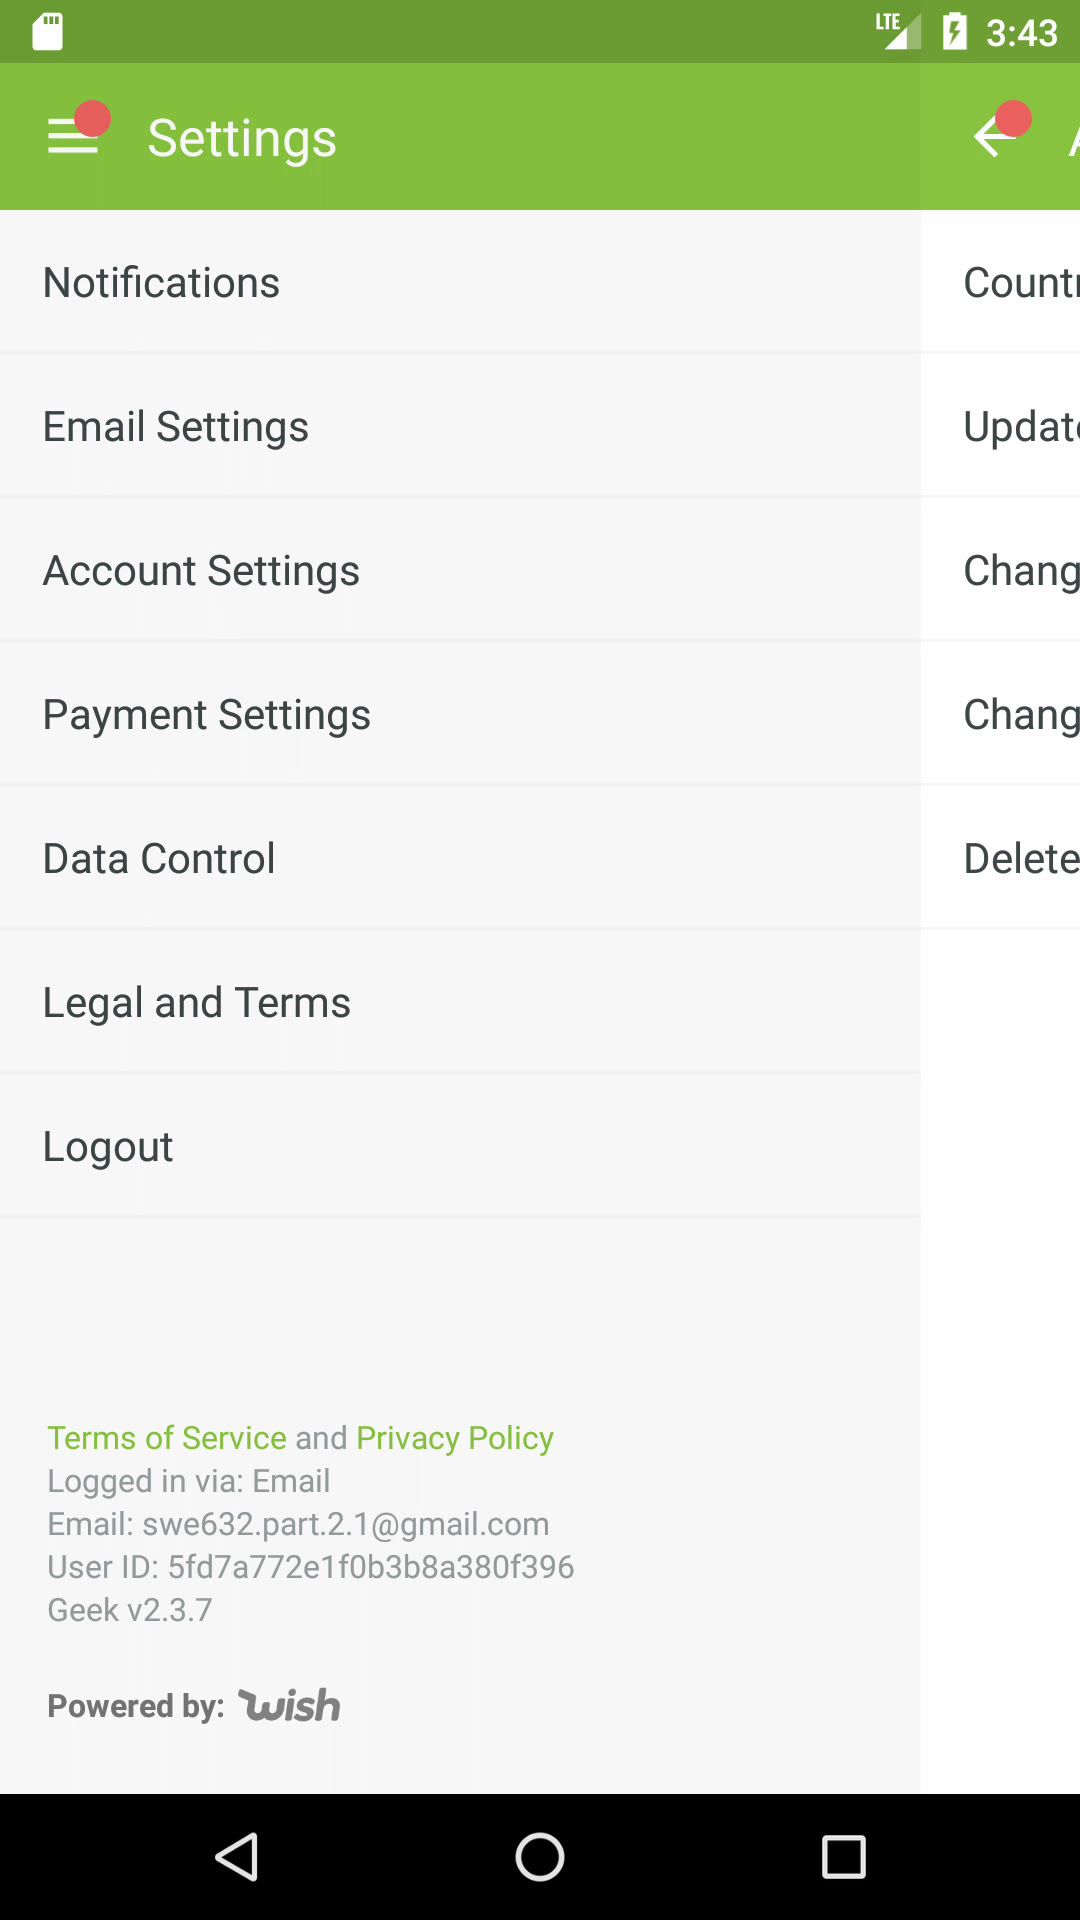 LTE 3:43
Settings
Notifications
Email Settings
Account Settings
Payment Settings
Data Control
Legal and Terms
Logout
Terms of Service and Privacy Policy
Logged in via: Email
Email: swe632.part.2.1@gmail.com
User ID: 5fd7a772e1f0b3b8a380f396
Geek v2.3.7
Powered by: wish
Countr
Update
Chang
Chang
Delete